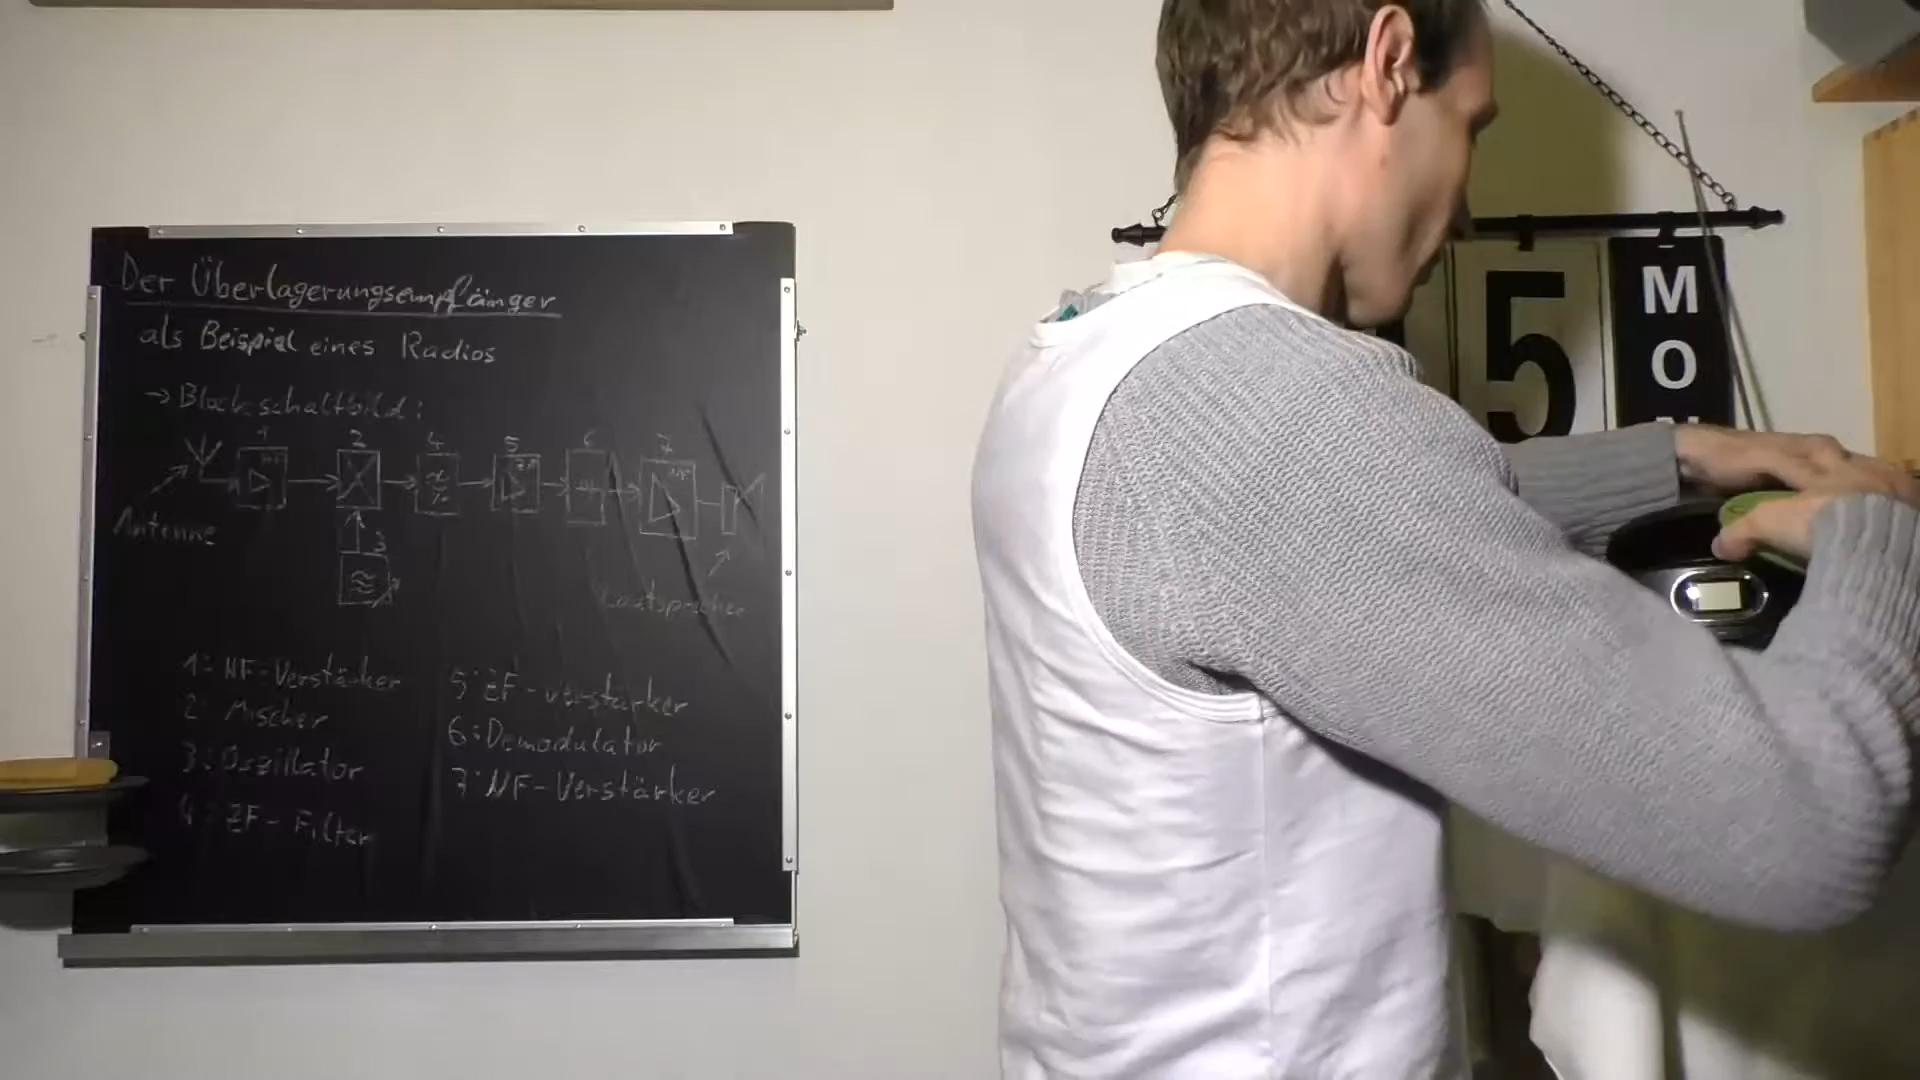 Der Überlagerungsempfänger
als Beispiel eines Radios
→ Blockschaltbild:
1 2 4 5 6 7
3
Antenne
Lautsprecher
1: HF-Verstärker
2: Mischer
3: Oszillator
4: ZF-Filter
5: ZF-verstärker
6: Demodulator
7: NF-Verstärker
5
MON